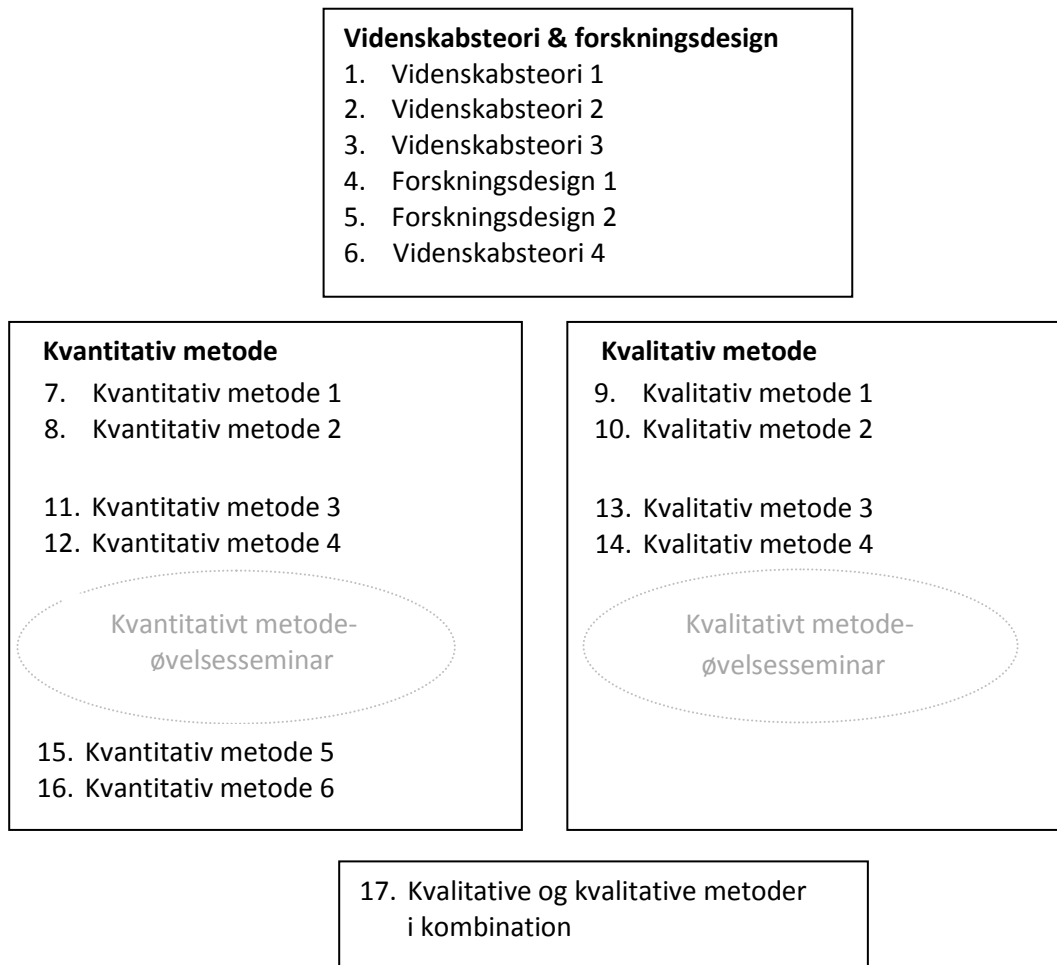 Videnskabsteori & forskningsdesign
1. Videnskabsteori 1
2. Videnskabsteori 2
3. Videnskabsteori 3
4. Forskningsdesign 1
5. Forskningsdesign 2
6. Videnskabsteori 4
Kvantitativ metode
7. Kvantitativ metode 1
8. Kvantitativ metode 2
11. Kvantitativ metode 3
12. Kvantitativ metode 4
Kvantitativt metode-
øvelsesseminar
15. Kvantitativ metode 5
16. Kvantitativ metode 6
Kvalitativ metode
9. Kvalitativ metode 1
10. Kvalitativ metode 2
13. Kvalitativ metode 3
14. Kvalitativ metode 4
Kvalitativt metode-
øvelsesseminar
17. Kvalitative og kvalitative metoder
i kombination